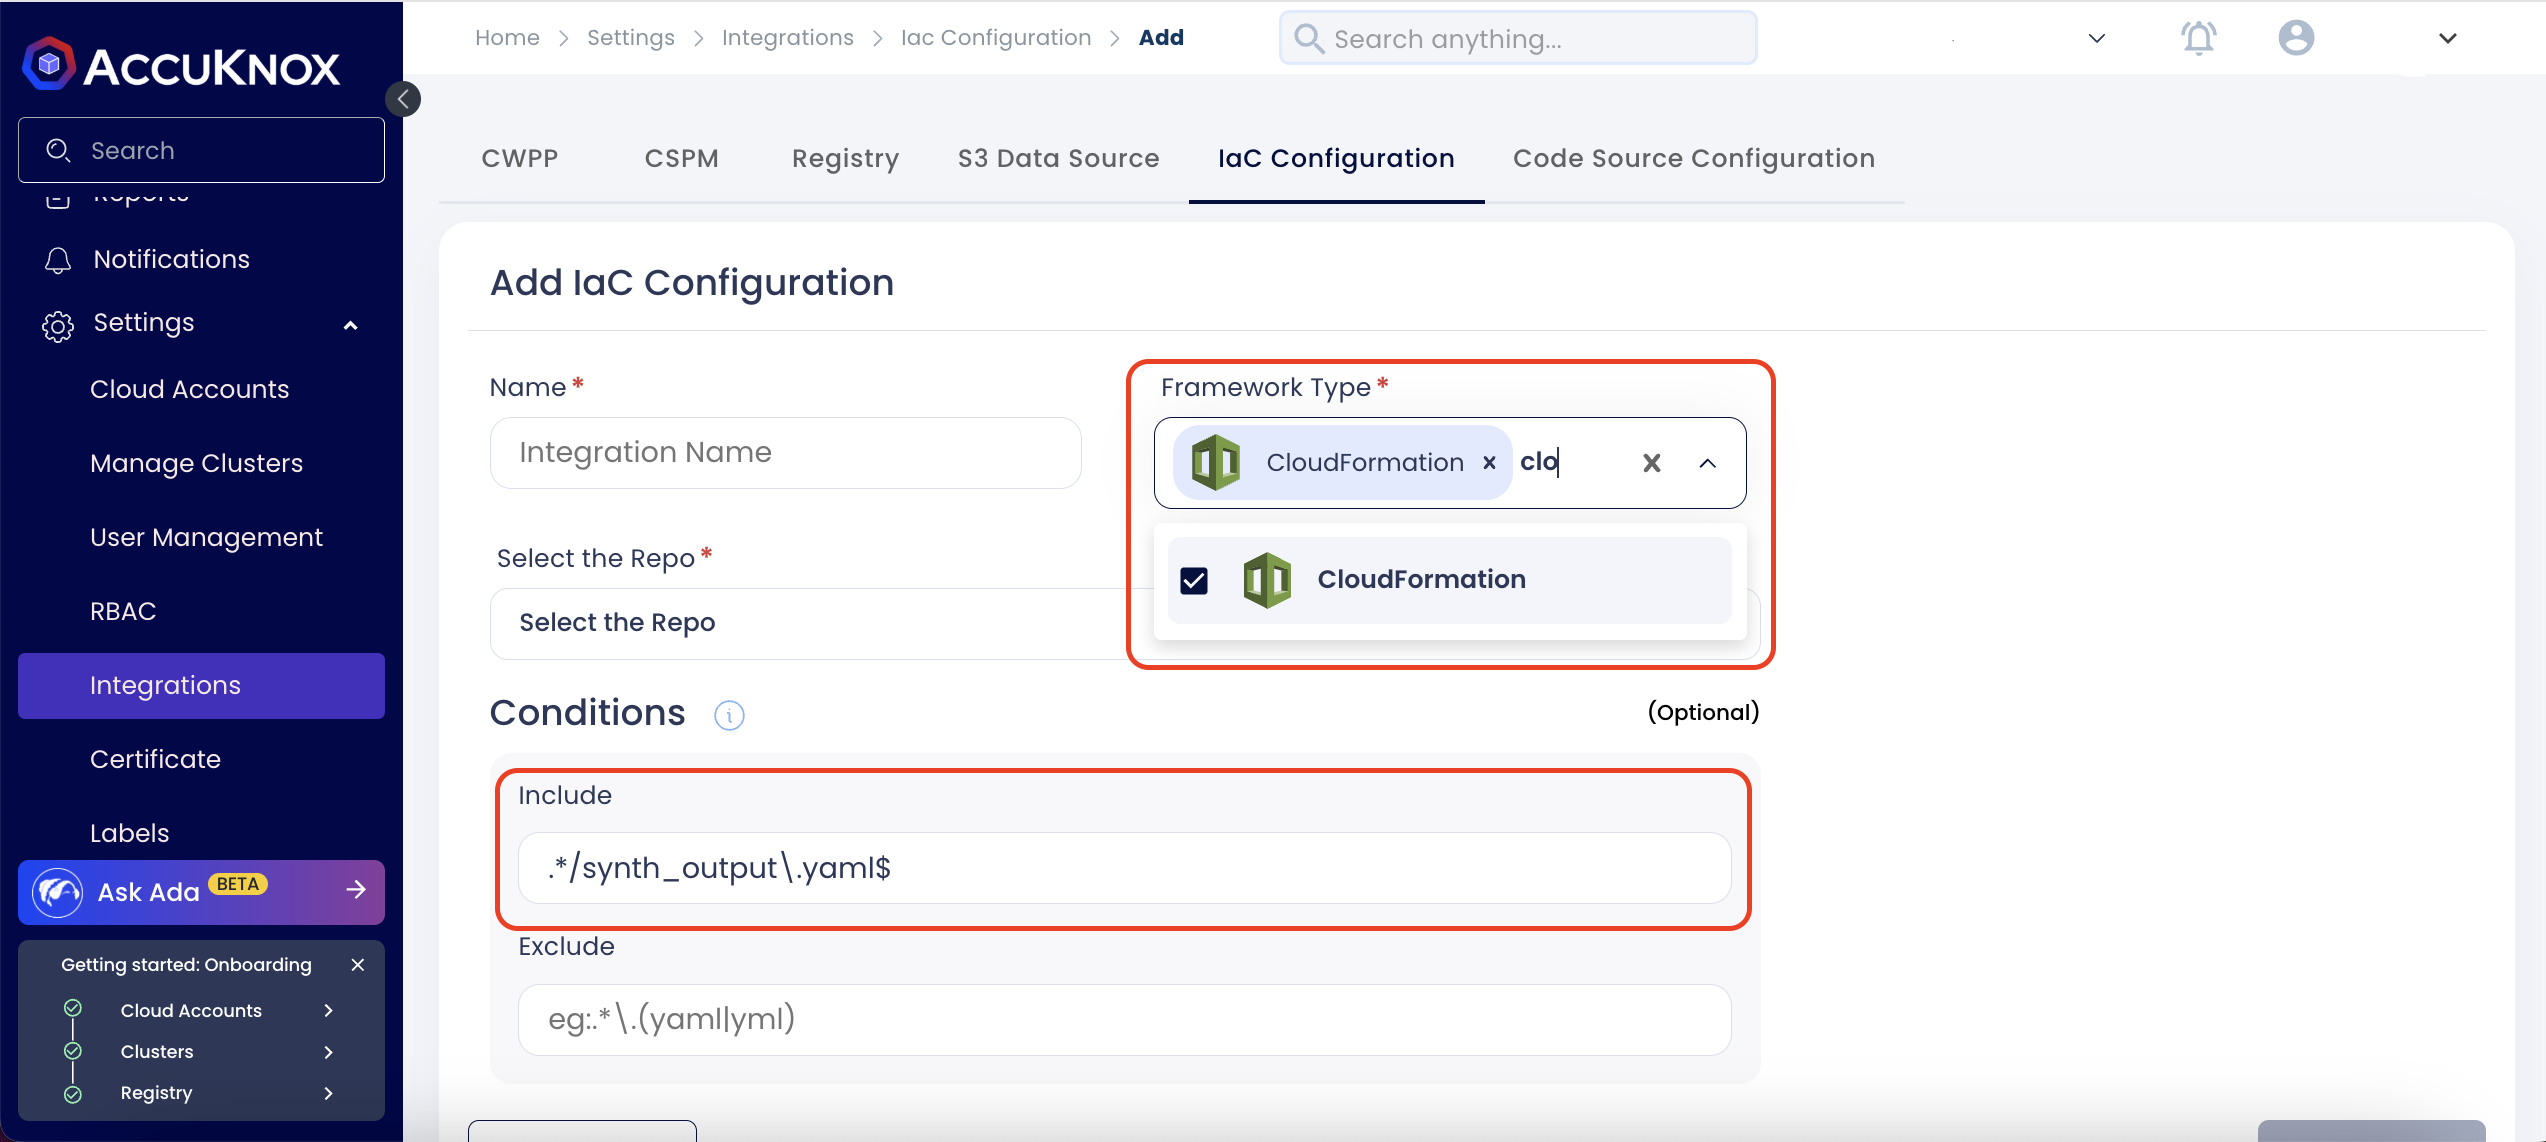 ACCUKNOX
Search
Reports
Notifications
Settings
Cloud Accounts
Manage Clusters
User Management
RBAC
Integrations
Certificate
Labels
Ask Ada BETA
Getting started: Onboarding
Cloud Accounts
Clusters
Registry
Home > Settings > Integrations > Iac Configuration > Add
Search anything...
CWPP CSPM Registry S3 Data Source IaC Configuration Code Source Configuration
Add IaC Configuration
Name *
Integration Name
Framework Type *
CloudFormation × clo
CloudFormation
Select the Repo *
Select the Repo
Conditions
(Optional)
Include
.*/synth_output\.yaml$
Exclude
eg:.*\.(yaml|yml)